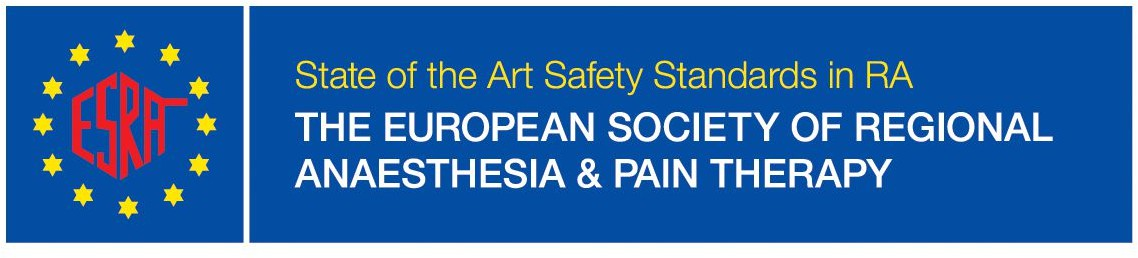 ESRA
State of the Art Safety Standards in RA
THE EUROPEAN SOCIETY OF REGIONAL
ANAESTHESIA & PAIN THERAPY